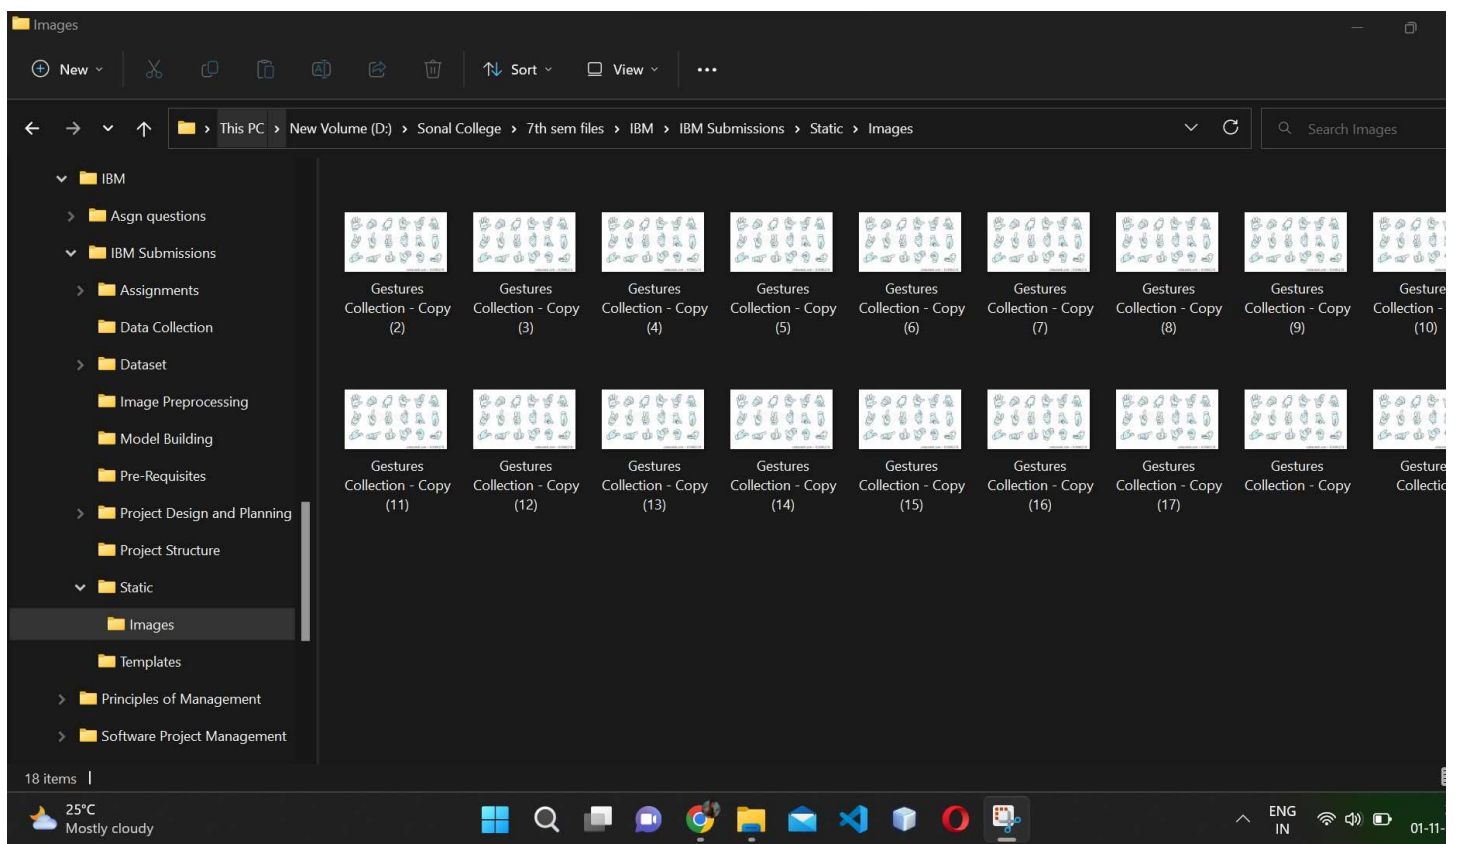 Images
New
Sort
View
This PC > New Volume (D:) > Sonal College > 7th sem files > IBM > IBM Submissions > Static > Images
Search Images
IBM
Asgn questions
IBM Submissions
Assignments
Data Collection
Dataset
Image Preprocessing
Model Building
Pre-Requisites
Project Design and Planning
Project Structure
Static
Images
Templates
Principles of Management
Software Project Management
Gestures
Collection - Copy
(2)
Gestures
Collection - Copy
(3)
Gestures
Collection - Copy
(4)
Gestures
Collection - Copy
(5)
Gestures
Collection - Copy
(6)
Gestures
Collection - Copy
(7)
Gestures
Collection - Copy
(8)
Gestures
Collection - Copy
(9)
Gesture
Collection -
(10)
Gestures
Collection - Copy
(11)
Gestures
Collection - Copy
(12)
Gestures
Collection - Copy
(13)
Gestures
Collection - Copy
(14)
Gestures
Collection - Copy
(15)
Gestures
Collection - Copy
(16)
Gestures
Collection - Copy
(17)
Gestures
Collection - Copy
Gesture
Collectio
18 items
25°C
Mostly cloudy
ENG
IN
01-11-